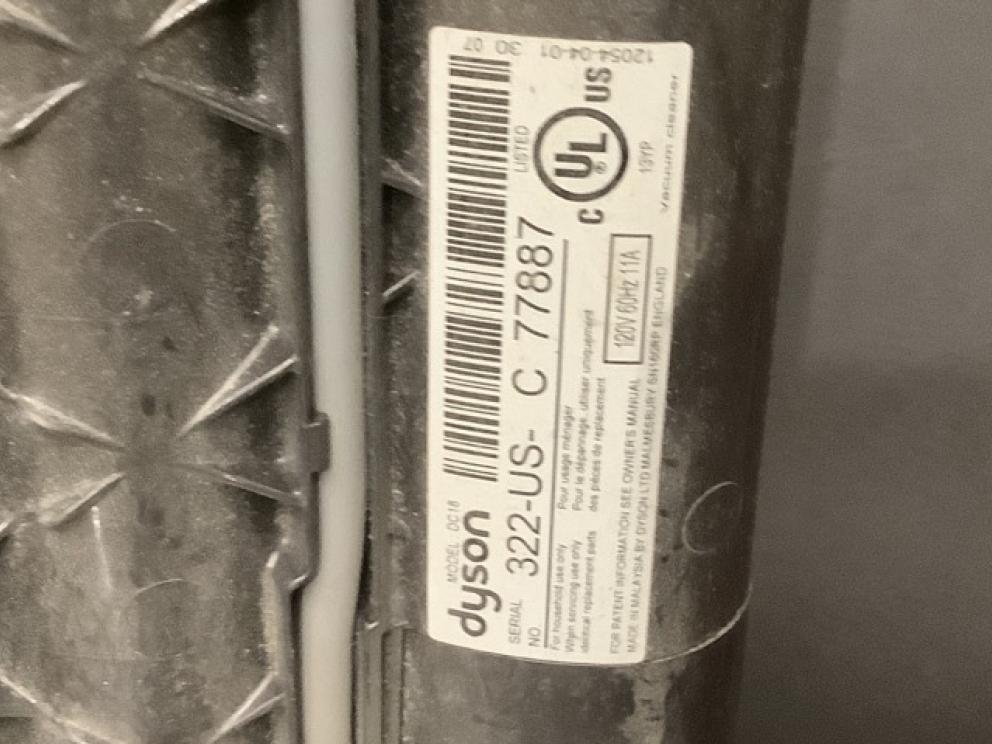 MODEL DC18
dyson
SERIAL NO. 322-US- C 77887
For household use only
When servicing use only
identical replacement parts
Pour usage ménager
Pour le dépannage, utiliser uniquement
des pièces de remplacement
LISTED
C UL US
®
13YP
Vacuum cleaner
120V 60Hz 11A
FOR PATENT INFORMATION SEE OWNER'S MANUAL
MADE IN MALAYSIA BY DYSON LTD MALMESBURY SN160RP ENGLAND
12054-04-01 30 07